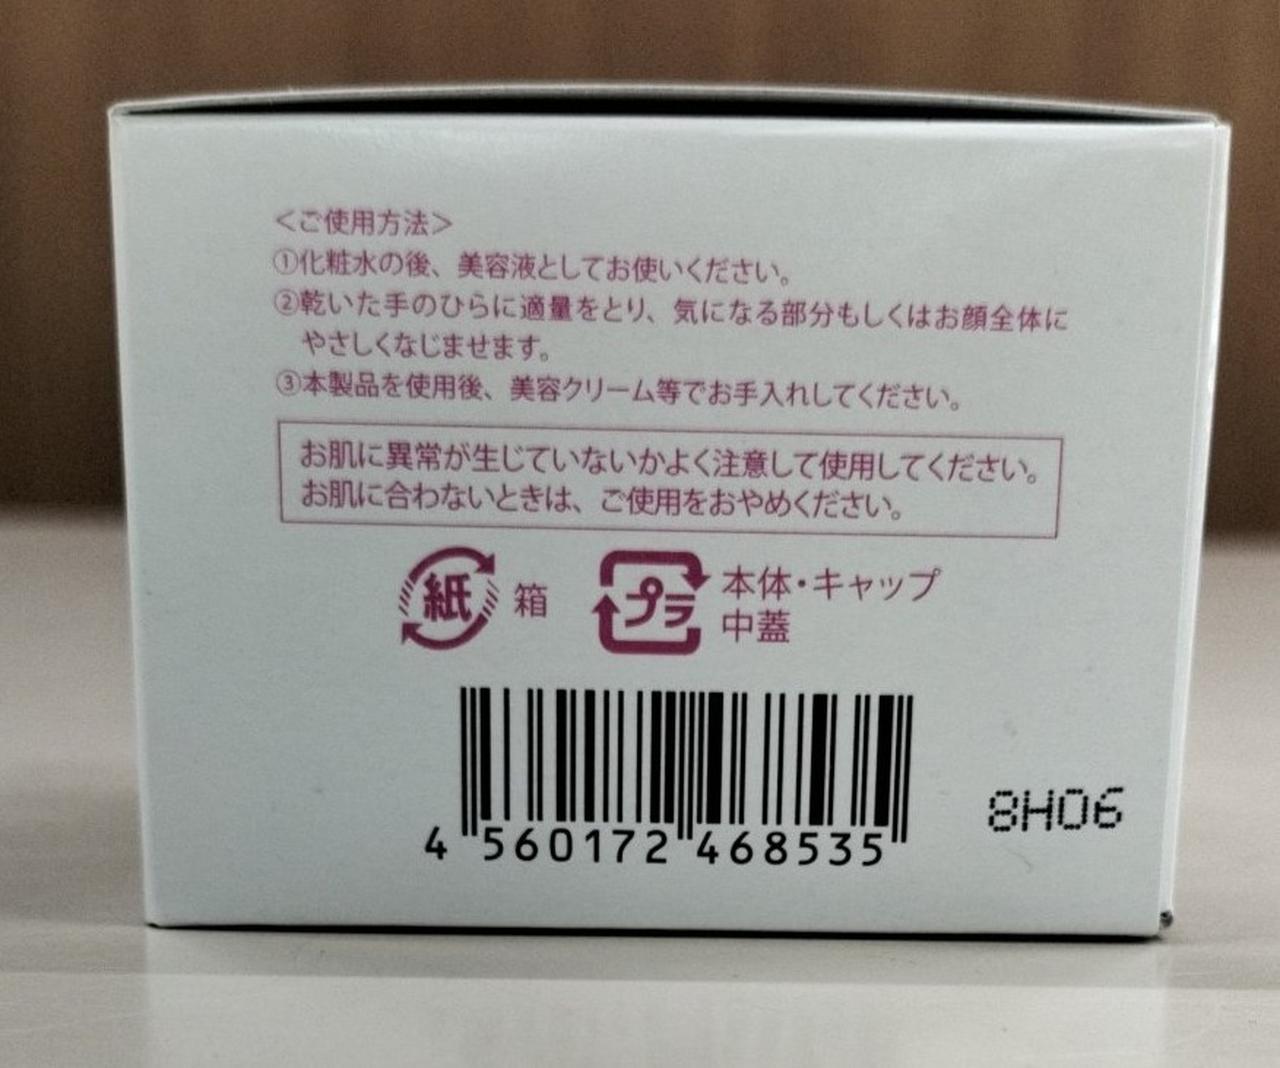 ＜ご使用方法＞
①化粧水の後、美容液としてお使いください。
②乾いた手のひらに適量をとり、気になる部分もしくはお顔全体に
やさしくなじませます。
③本製品を使用後、美容クリーム等でお手入れしてください。
お肌に異常が生じていないかよく注意して使用してください。
お肌に合わないときは、ご使用をおやめください。
紙 箱
プラ 本体・キャップ
中蓋
8H06
4 560172 468535